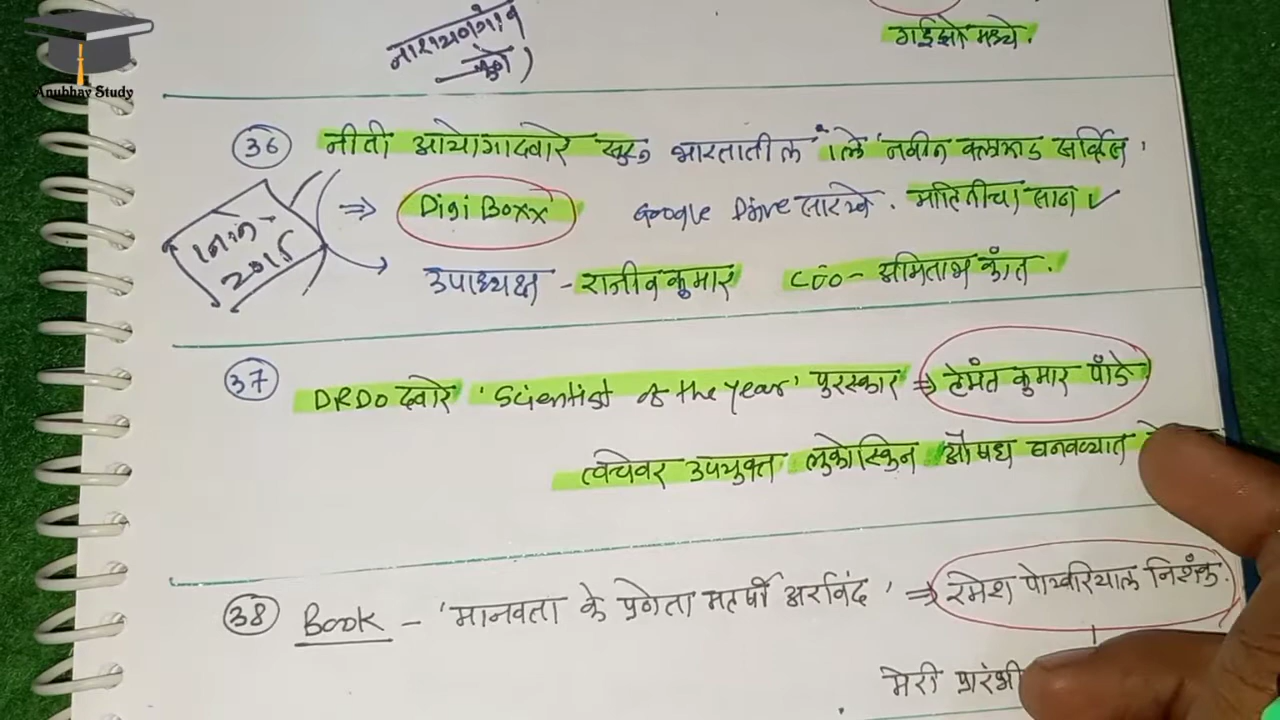 Anubhav Study
नारायणगांव
पुणे)
मध्ये.
36 नीती आयोगाद्वारे सुरु भारतातील नवीन क्लाऊड सर्विस.
⇒ Digi Boxx Google Drive सारखे. माहितीचा साठा ✓
2015
उपाध्यक्ष - राजीव कुमार CEO - अमिताभ कांत.
37 DRDO द्वारे 'Scientist of the Year' पुरस्कार ⇒ हेमंत कुमार पांडे
त्वचेवर उपयुक्त लुकोस्किन औषध बनवण्यात
38 Book - 'मानवता के प्रणेता महर्षी अरविंद' ⇒ रमेश पोखरियाल निशंक.
मेरी प्रारंभी